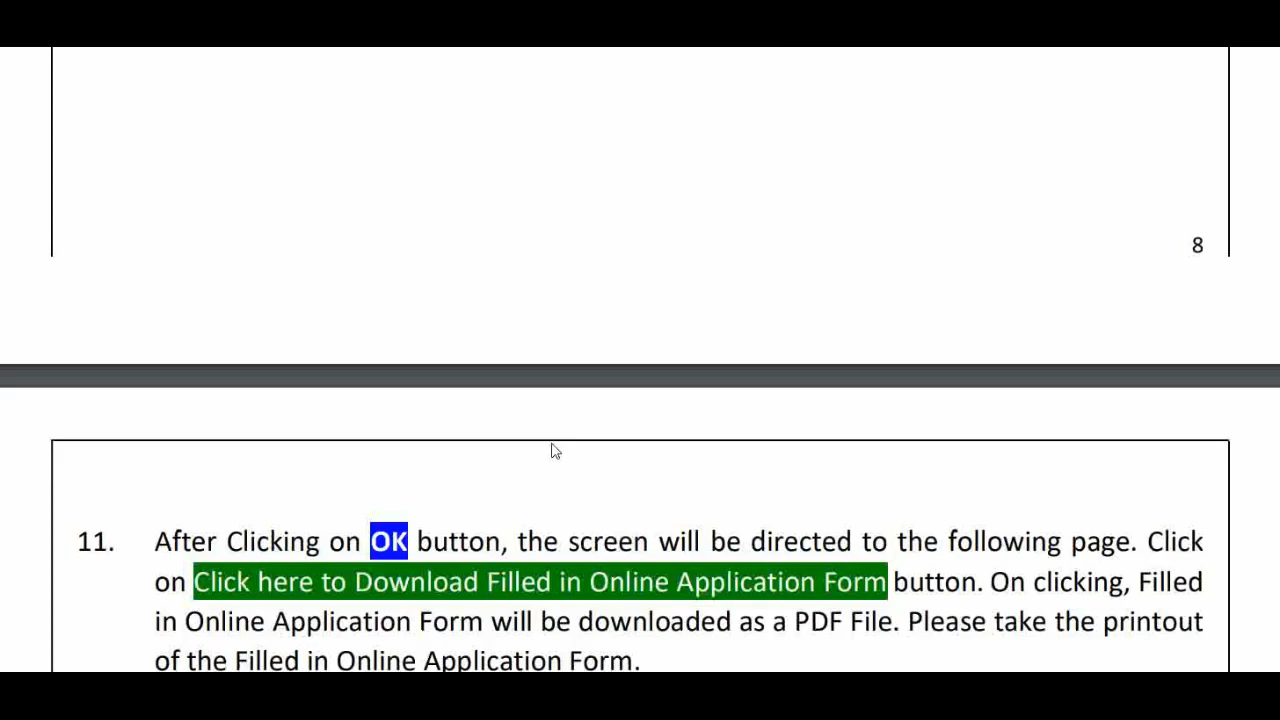 8
11. After Clicking on OK button, the screen will be directed to the following page. Click
on Click here to Download Filled in Online Application Form button. On clicking, Filled
in Online Application Form will be downloaded as a PDF File. Please take the printout
of the Filled in Online Application Form.